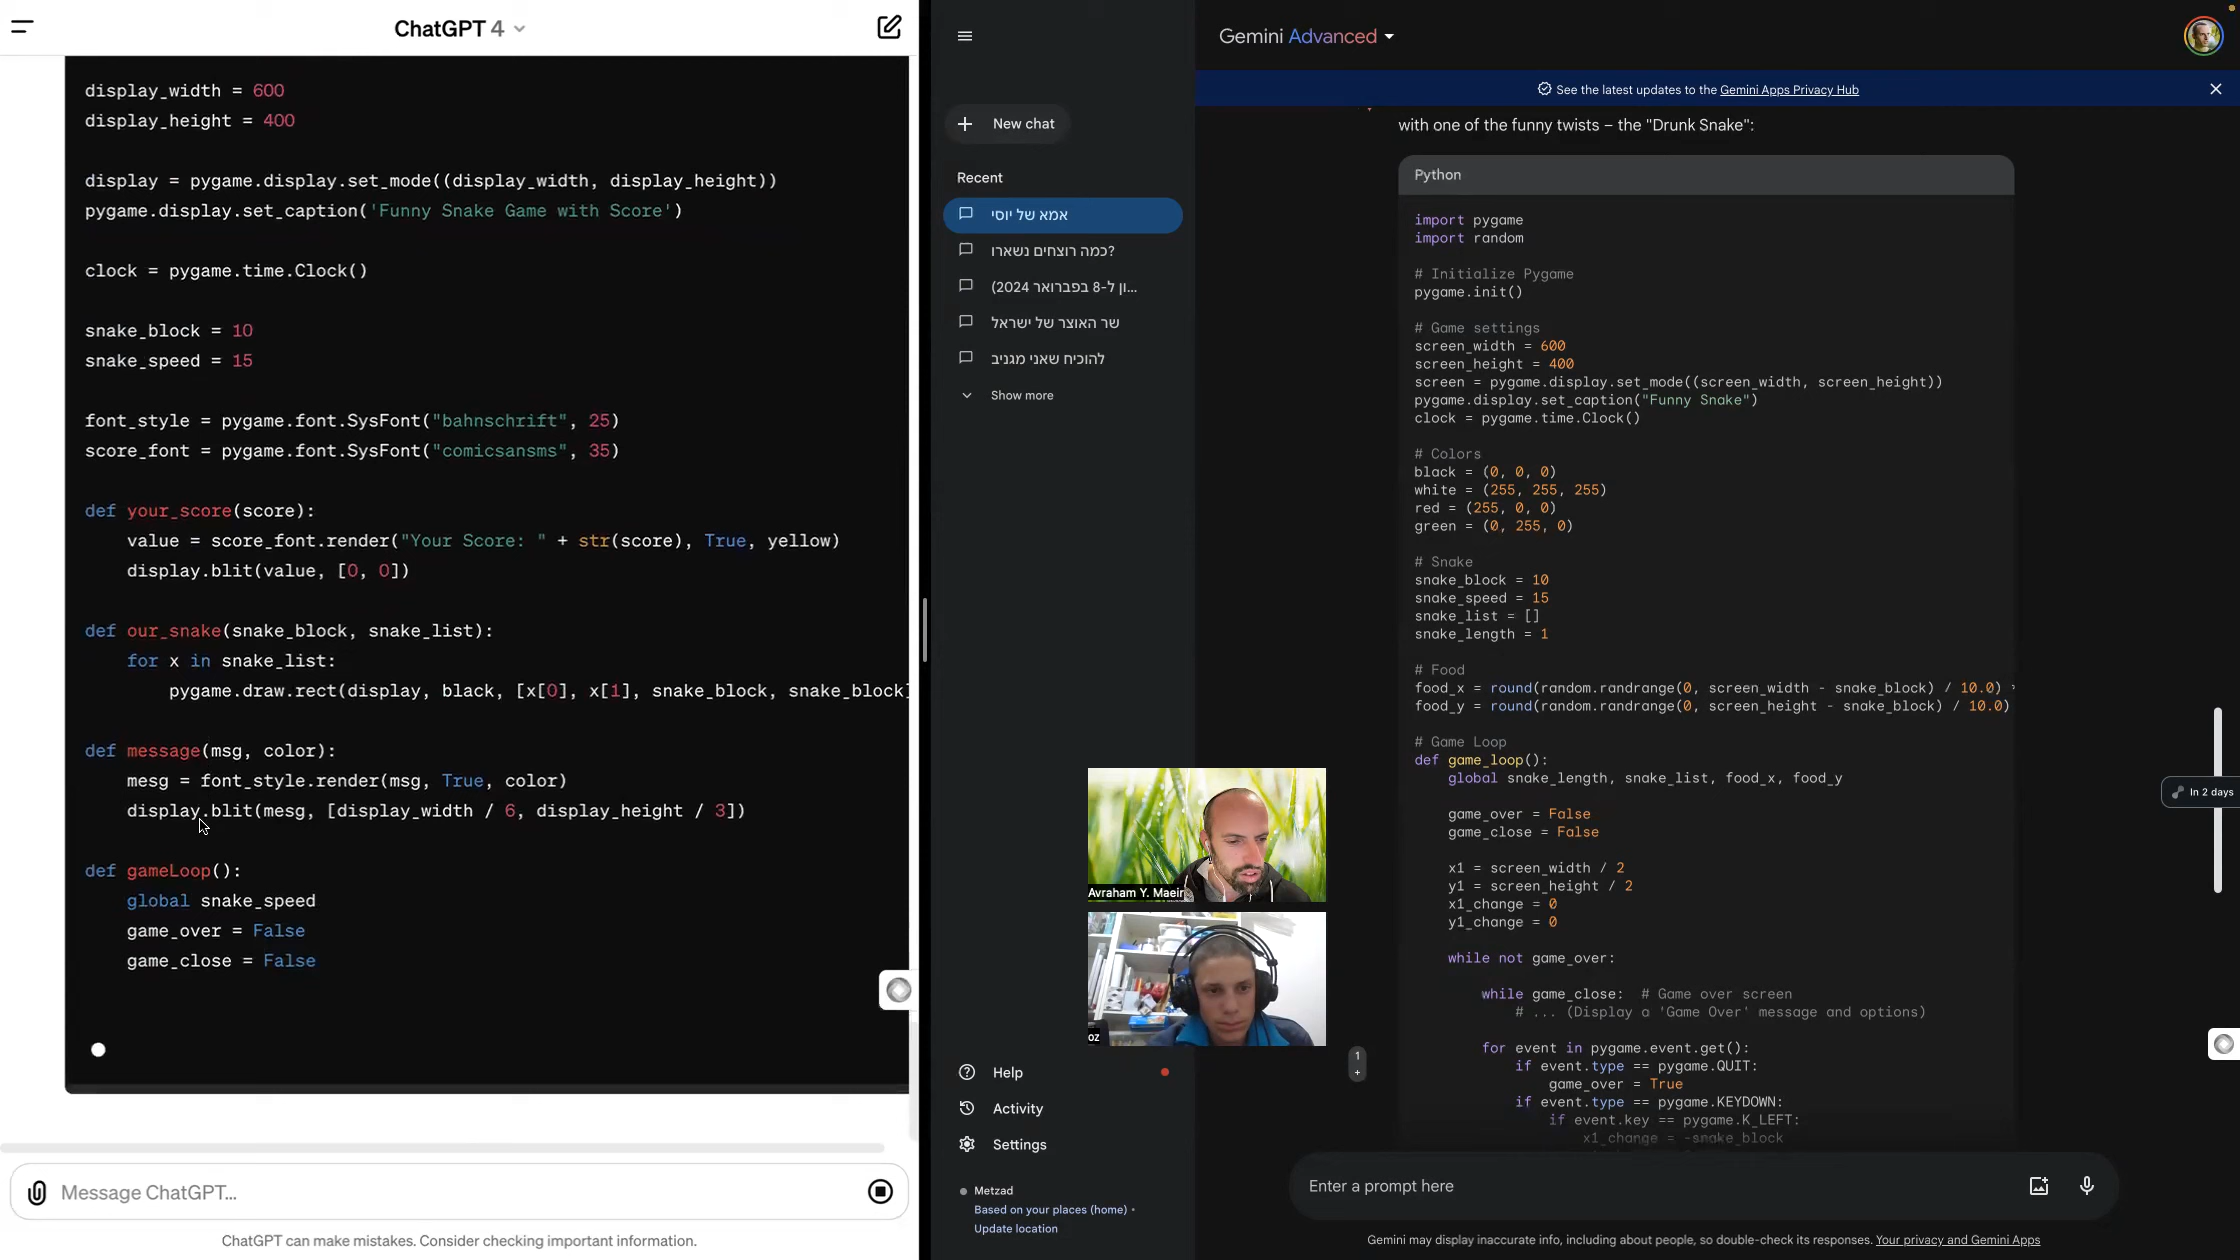 ChatGPT 4
display_width = 600
display_height = 400
display = pygame.display.set_mode((display_width, display_height))
pygame.display.set_caption('Funny Snake Game with Score')
clock = pygame.time.Clock()
snake_block = 10
snake_speed = 15
font_style = pygame.font.SysFont("bahnschrift", 25)
score_font = pygame.font.SysFont("comicsansms", 35)
def your_score(score):
value = score_font.render("Your Score: " + str(score), True, yellow)
display.blit(value, [0, 0])
def our_snake(snake_block, snake_list):
for x in snake_list:
pygame.draw.rect(display, black, [x[0], x[1], snake_block, snake_block]
def message(msg, color):
mesg = font_style.render(msg, True, color)
display.blit(mesg, [display_width / 6, display_height / 3])
def gameLoop():
global snake_speed
game_over = False
game_close = False
Message ChatGPT...
ChatGPT can make mistakes. Consider checking important information.
New chat
Recent
אמא של יוסי
כמה רוצחים נשארו?
ון ל-8 בפברואר 2024)...
שר האוצר של ישראל
להוכיח שאני מגניב
Show more
Avraham Y. Maein
oz
Help
Activity
Settings
Metzad
Based on your places (home) •
Update location
Gemini Advanced
See the latest updates to the Gemini Apps Privacy Hub
with one of the funny twists – the "Drunk Snake":
Python
import pygame
import random
# Initialize Pygame
pygame.init()
# Game settings
screen_width = 600
screen_height = 400
screen = pygame.display.set_mode((screen_width, screen_height))
pygame.display.set_caption("Funny Snake")
clock = pygame.time.Clock()
# Colors
black = (0, 0, 0)
white = (255, 255, 255)
red = (255, 0, 0)
green = (0, 255, 0)
# Snake
snake_block = 10
snake_speed = 15
snake_list = []
snake_length = 1
# Food
food_x = round(random.randrange(0, screen_width - snake_block) / 10.0) *
food_y = round(random.randrange(0, screen_height - snake_block) / 10.0)
# Game Loop
def game_loop():
global snake_length, snake_list, food_x, food_y
game_over = False
game_close = False
x1 = screen_width / 2
y1 = screen_height / 2
x1_change = 0
y1_change = 0
while not game_over:
while game_close: # Game over screen
# ... (Display a 'Game Over' message and options)
for event in pygame.event.get():
if event.type == pygame.QUIT:
game_over = True
if event.type == pygame.KEYDOWN:
if event.key == pygame.K_LEFT:
x1_change = -snake_block
1
+
In 2 days
Enter a prompt here
Gemini may display inaccurate info, including about people, so double-check its responses. Your privacy and Gemini Apps